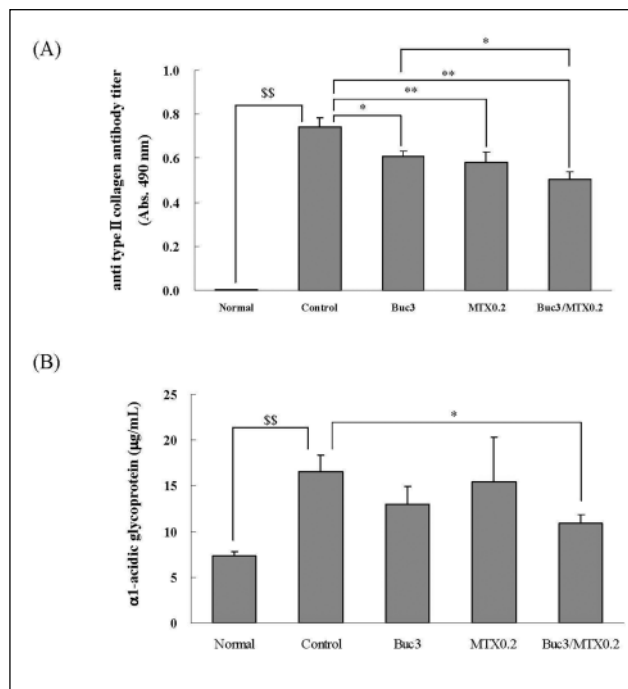 (A)
anti type II collagen antibody titer
(Abs. 490 nm)
1.0
0.8
0.6
0.4
0.2
0.0
$$
*
**
**
*
Normal Control Buc3 MTX0.2 Buc3/MTX0.2
(B)
α1-acidic glycoprotein (μg/mL)
25
20
15
10
5
0
$$
*
Normal Control Buc3 MTX0.2 Buc3/MTX0.2